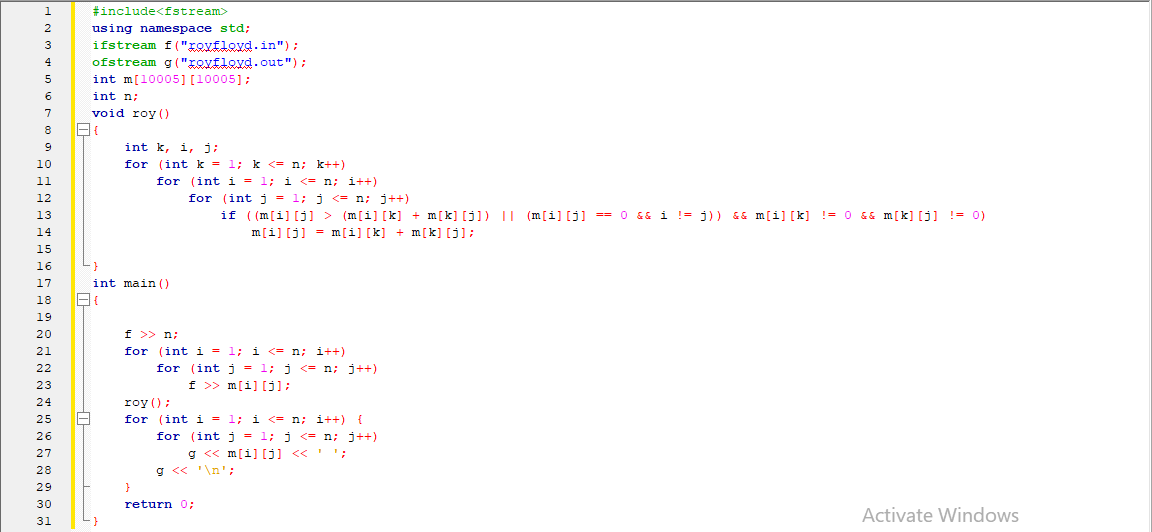 1 #include<fstream>
2 using namespace std;
3 ifstream f("royfloyd.in");
4 ofstream g("royfloyd.out");
5 int m[10005][10005];
6 int n;
7 void roy()
8 {
9 int k, i, j;
10 for (int k = 1; k <= n; k++)
11 for (int i = 1; i <= n; i++)
12 for (int j = 1; j <= n; j++)
13 if ((m[i][j] > (m[i][k] + m[k][j]) || (m[i][j] == 0 && i != j)) && m[i][k] != 0 && m[k][j] != 0)
14 m[i][j] = m[i][k] + m[k][j];
15
16 }
17 int main()
18 {
19
20 f >> n;
21 for (int i = 1; i <= n; i++)
22 for (int j = 1; j <= n; j++)
23 f >> m[i][j];
24 roy();
25 for (int i = 1; i <= n; i++) {
26 for (int j = 1; j <= n; j++)
27 g << m[i][j] << ' ';
28 g << '\n';
29 }
30 return 0;
31 }
Activate Windows